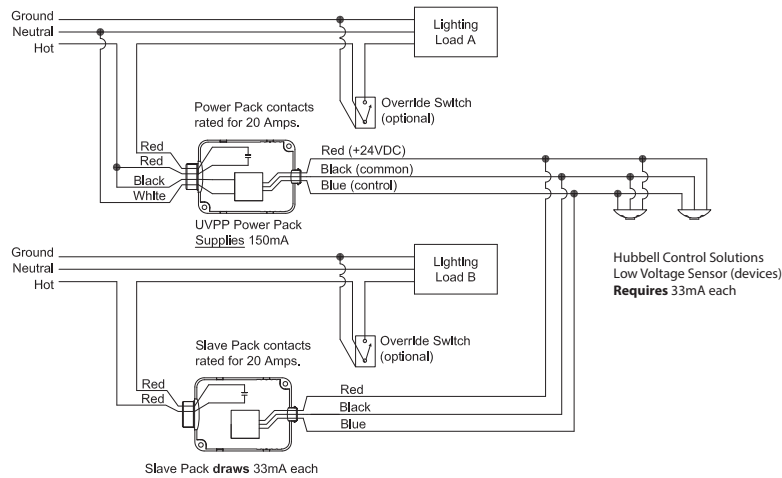 Ground
Neutral
Hot
Lighting
Load A
Power Pack contacts
rated for 20 Amps.
Override Switch
(optional)
Red
Red
Black
White
Red (+24VDC)
Black (common)
Blue (control)
UVPP Power Pack
Supplies 150mA
Hubbell Control Solutions
Low Voltage Sensor (devices)
Requires 33mA each
Ground
Neutral
Hot
Lighting
Load B
Slave Pack contacts
rated for 20 Amps.
Override Switch
(optional)
Red
Red
Red
Black
Blue
Slave Pack draws 33mA each